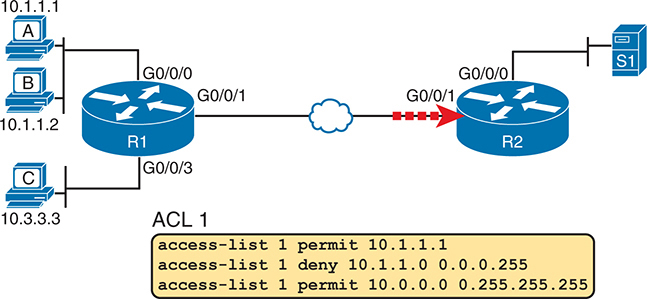 10.1.1.1
A
B
10.1.1.2
G0/0/0
G0/0/1
R1
G0/0/3
C
10.3.3.3
G0/0/0
G0/0/1
R2
S1
ACL 1
access-list 1 permit 10.1.1.1
access-list 1 deny 10.1.1.0 0.0.0.255
access-list 1 permit 10.0.0.0 0.255.255.255